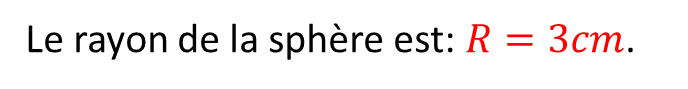 Le rayon de la sphère est: R = 3cm.